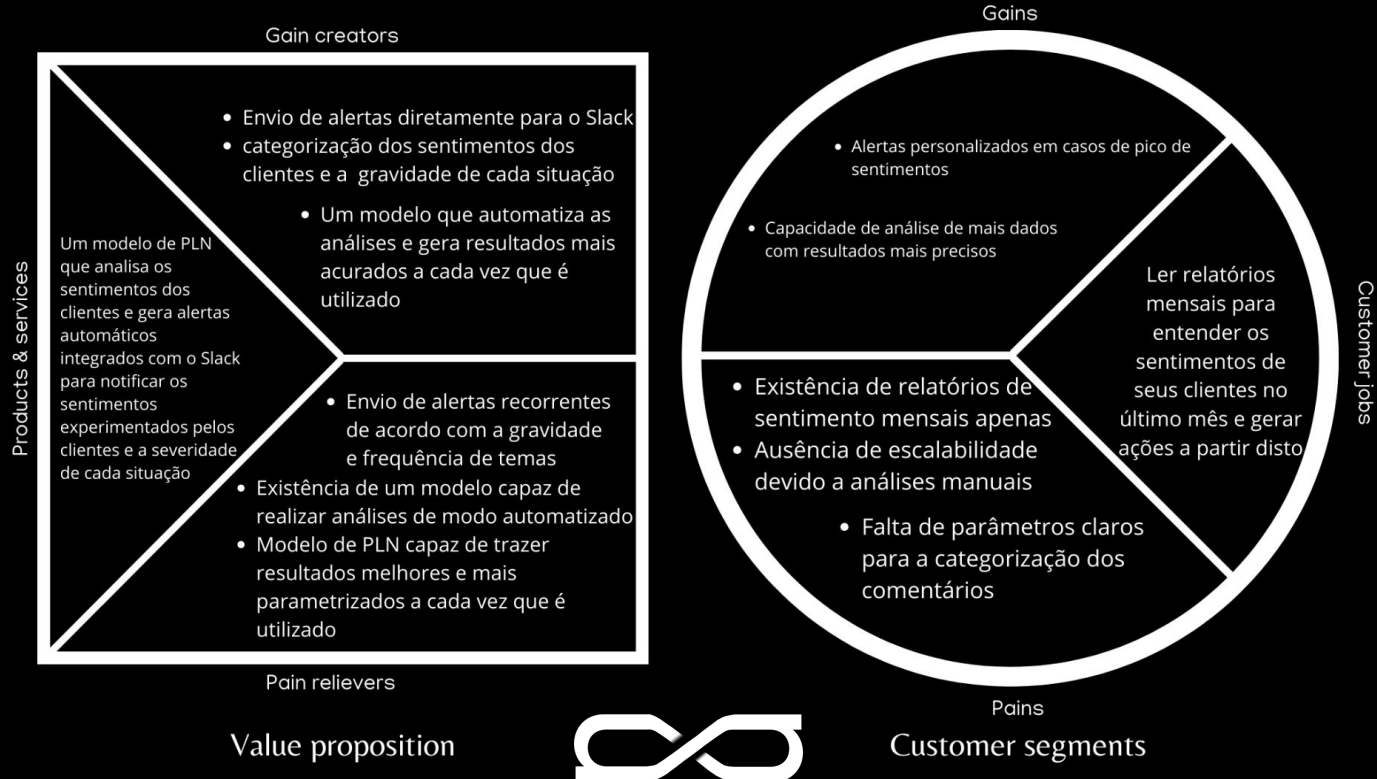 Gain creators
• Envio de alertas diretamente para o Slack
• categorização dos sentimentos dos
clientes e a gravidade de cada situação
• Um modelo que automatiza as
análises e gera resultados mais
acurados a cada vez que é
utilizado
Products & services
Um modelo de PLN
que analisa os
sentimentos dos
clientes e gera alertas
automáticos
integrados com o Slack
para notificar os
sentimentos
experimentados pelos
clientes e a severidade
de cada situação
• Envio de alertas recorrentes
de acordo com a gravidade
e frequência de temas
• Existência de um modelo capaz de
realizar análises de modo automatizado
• Modelo de PLN capaz de trazer
resultados melhores e mais
parametrizados a cada vez que é
utilizado
Pain relievers
Value proposition
Gains
• Alertas personalizados em casos de pico de
sentimentos
• Capacidade de análise de mais dados
com resultados mais precisos
Customer jobs
Ler relatórios
mensais para
entender os
sentimentos de
seus clientes no
último mês e gerar
ações a partir disto
• Existência de relatórios de
sentimento mensais apenas
• Ausência de escalabilidade
devido a análises manuais
• Falta de parâmetros claros
para a categorização dos
comentários
Pains
Customer segments